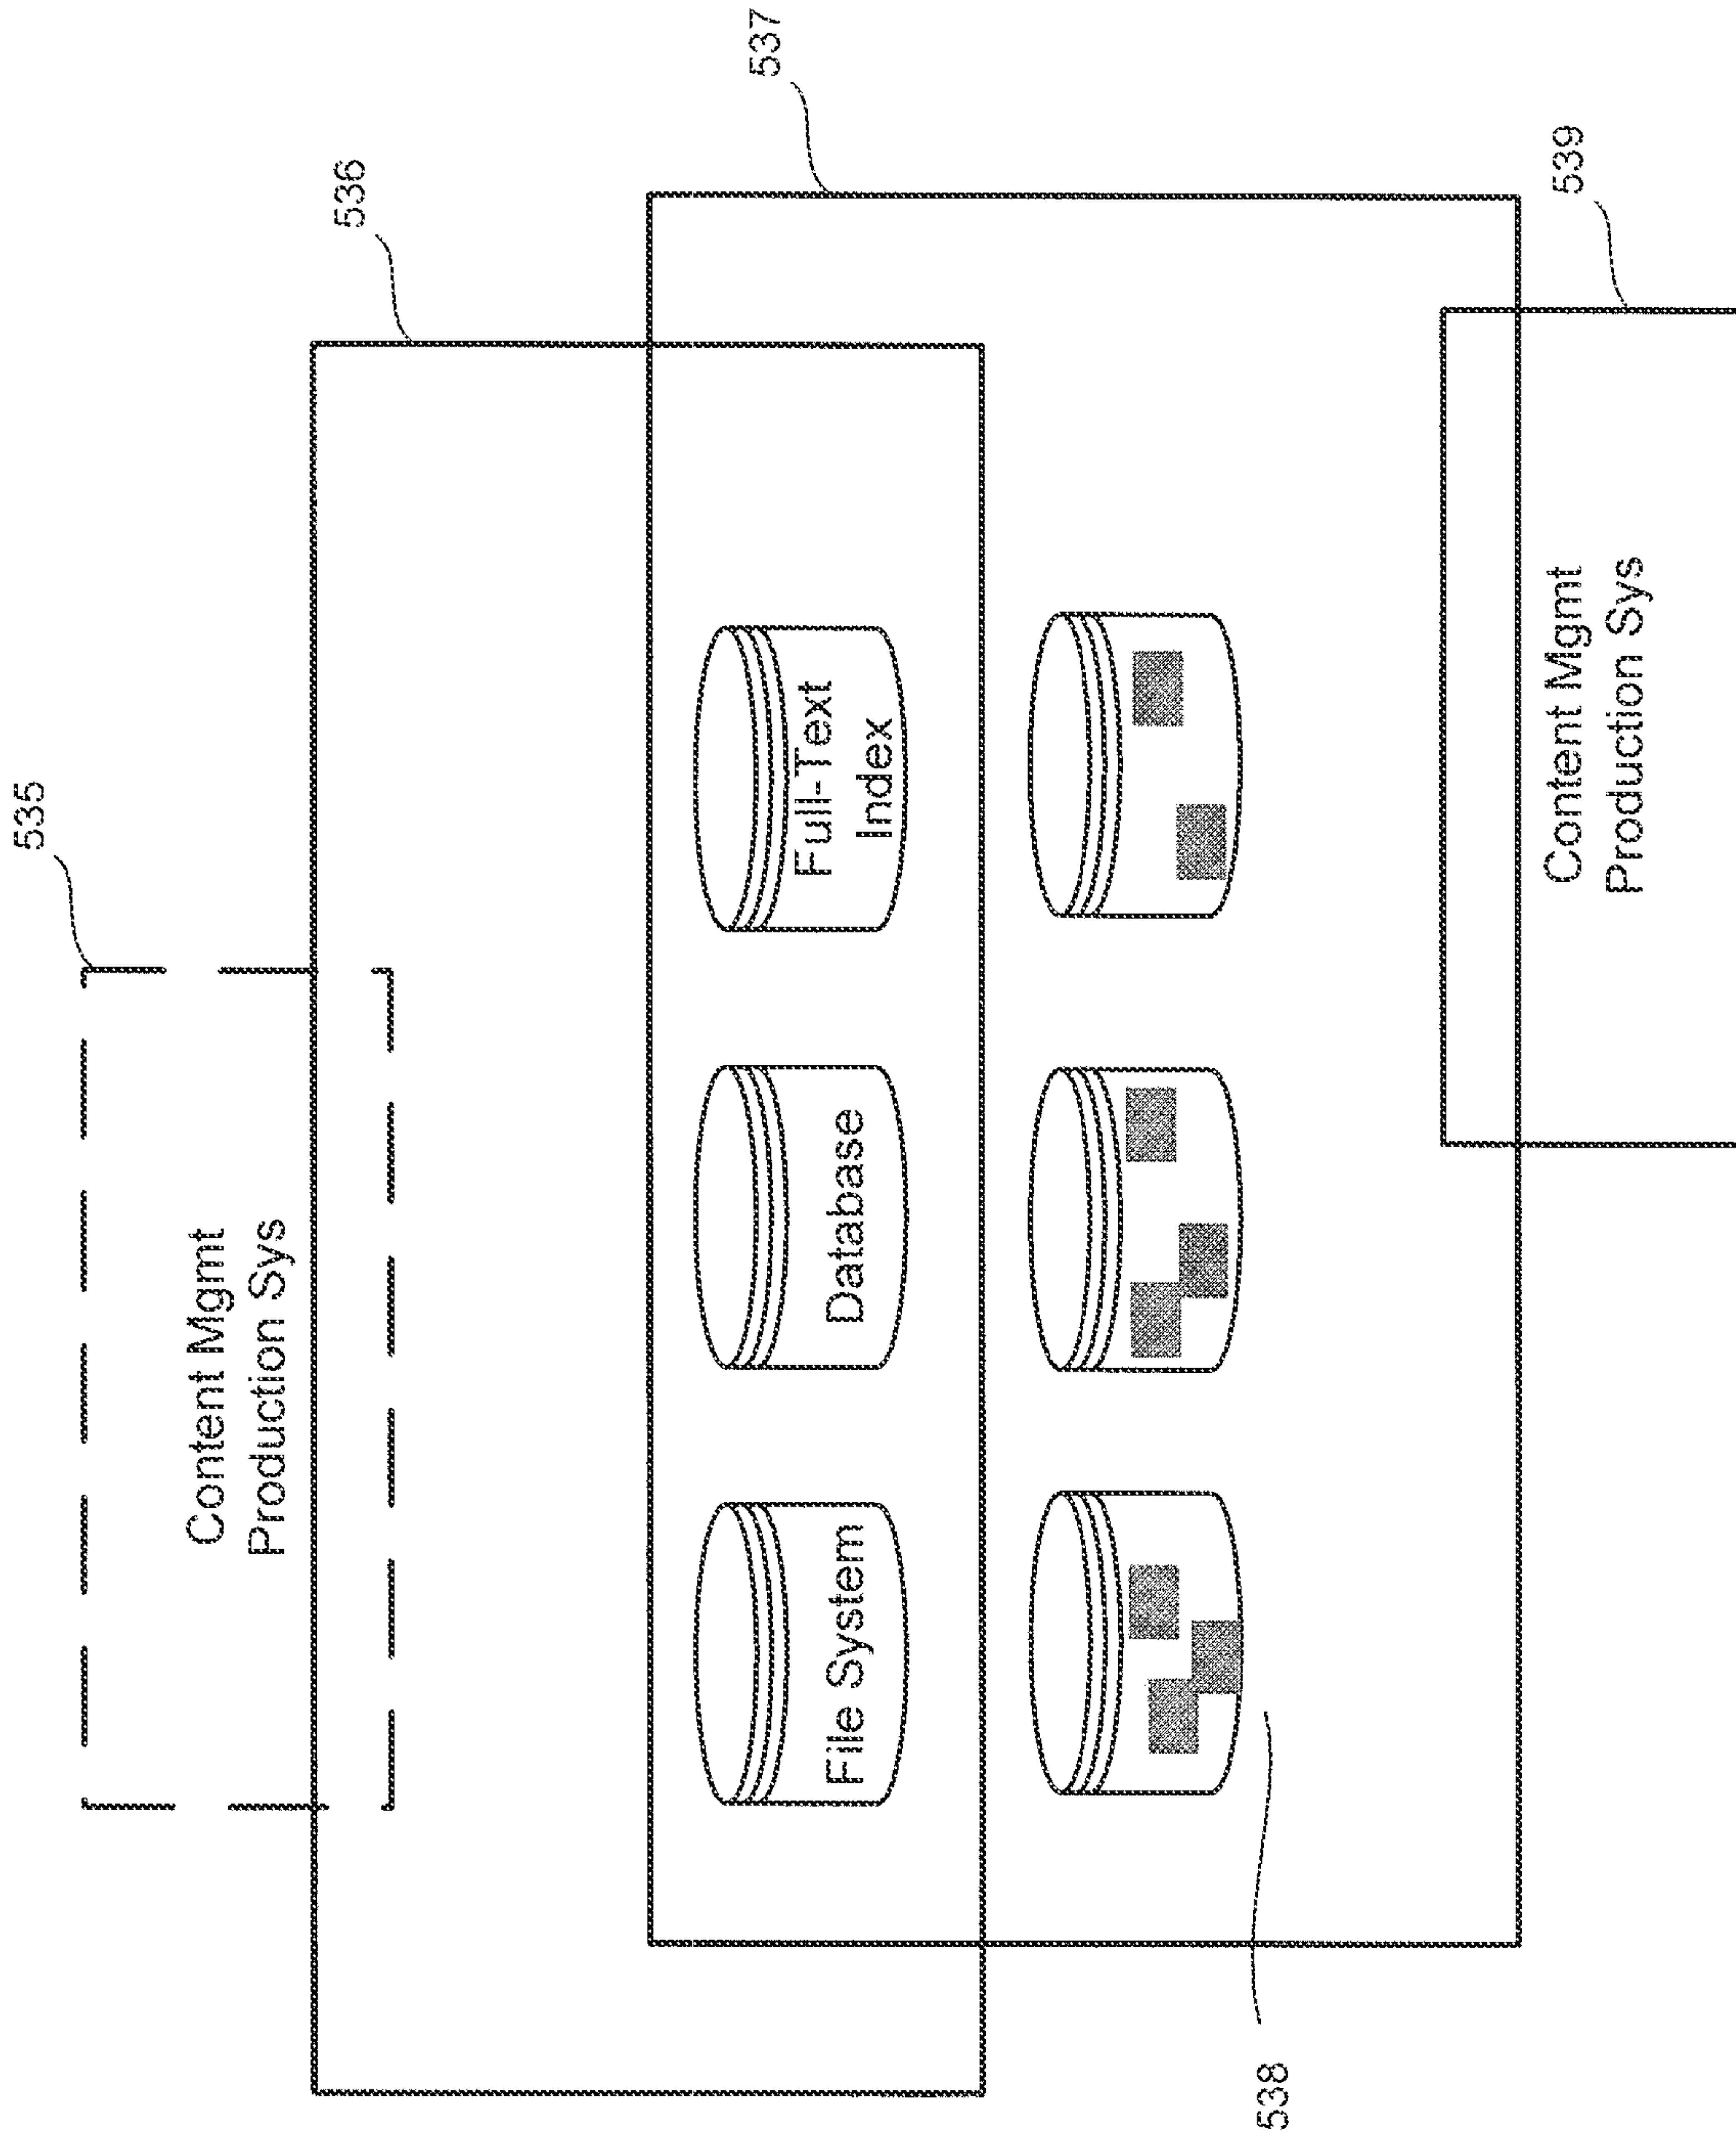 535
Content Mgmt
Production Sys
536
537
File System
Database
Full-Text
Index
538
539
Content Mgmt
Production Sys